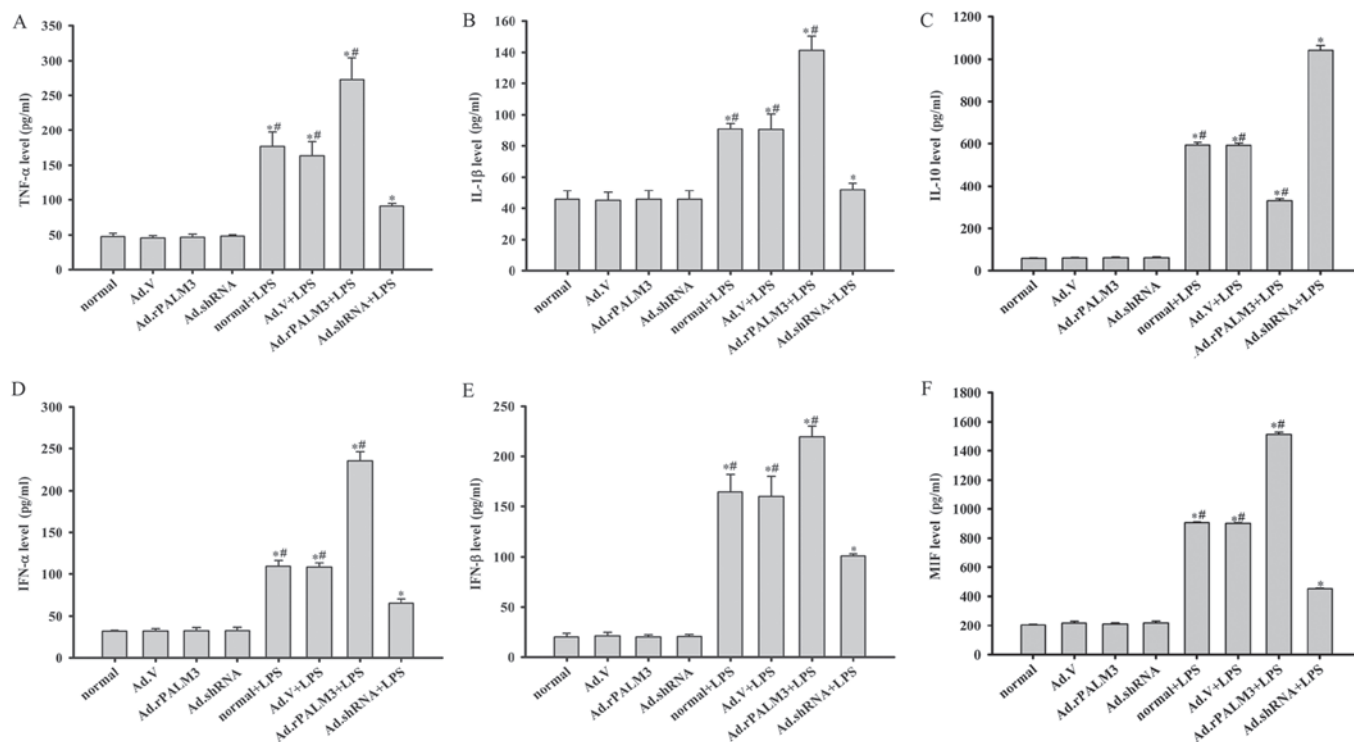 A
TNF-α level (pg/ml)
350
300
250
200
150
100
50
0
*#
*#
*#
*
normal
Ad.V
Ad.rPALM3
Ad.shRNA
normal+LPS
Ad.V+LPS
Ad.rPALM3+LPS
Ad.shRNA+LPS
B
IL-1β level (pg/ml)
160
140
120
100
80
60
40
20
0
*#
*#
*#
*
normal
Ad.V
Ad.rPALM3
Ad.shRNA
normal+LPS
Ad.V+LPS
Ad.rPALM3+LPS
Ad.shRNA+LPS
C
IL-10 level (pg/ml)
1200
1000
800
600
400
200
0
*#
*#
*#
*
normal
Ad.V
Ad.rPALM3
Ad.shRNA
normal+LPS
Ad.V+LPS
Ad.rPALM3+LPS
Ad.shRNA+LPS
D
IFN-α level (pg/ml)
300
250
200
150
100
50
0
*#
*#
*#
*
normal
Ad.V
Ad.rPALM3
Ad.shRNA
normal+LPS
Ad.V+LPS
Ad.rPALM3+LPS
Ad.shRNA+LPS
E
IFN-β level (pg/ml)
250
200
150
100
50
0
*#
*#
*#
*
normal
Ad.V
Ad.rPALM3
Ad.shRNA
normal+LPS
Ad.V+LPS
Ad.rPALM3+LPS
Ad.shRNA+LPS
F
MIF level (pg/ml)
1800
1600
1400
1200
1000
800
600
400
200
0
*#
*#
*#
*
normal
Ad.V
Ad.rPALM3
Ad.shRNA
normal+LPS
Ad.V+LPS
Ad.rPALM3+LPS
Ad.shRNA+LPS